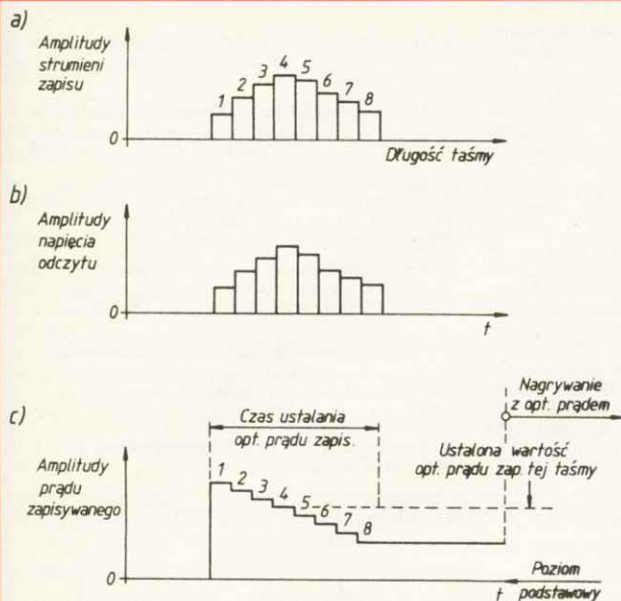 a)
Amplitudy
strumieni
zapisu
1 2 3 4 5 6 7 8
0
Długość taśmy
b)
Amplitudy
napięcia
odczytu
0
t
c)
Nagrywanie
z opt. prądem
Czas ustalania
opt. prądu zapis.
Ustalona wartość
opt. prądu zap. tej taśmy
Amplitudy
prądu
zapisywanego
1 2 3 4 5 6 7 8
0
Poziom
t podstawowy